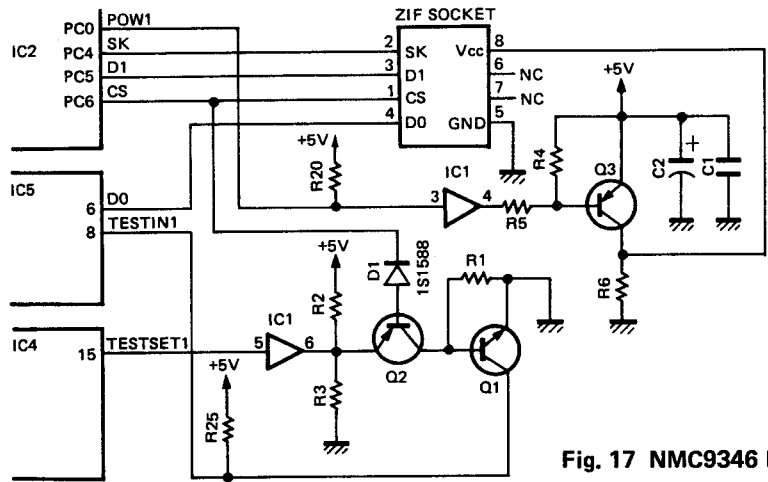 ZIF SOCKET
IC2
PC0 POW1
PC4 SK
PC5 D1
PC6 CS
2 SK
3 D1
1 CS
4 D0
Vcc 8
6 NC
7 NC
GND 5
+5V
R4
Q3
C2
+
C1
+5V
R20
IC1
3 4
R5
R6
IC5
6 D0
8 TESTIN1
+5V
R2
D1
1S1588
R1
IC4
15 TESTSET1
IC1
5 6
Q2
Q1
R3
+5V
R25
Fig. 17 NMC9346